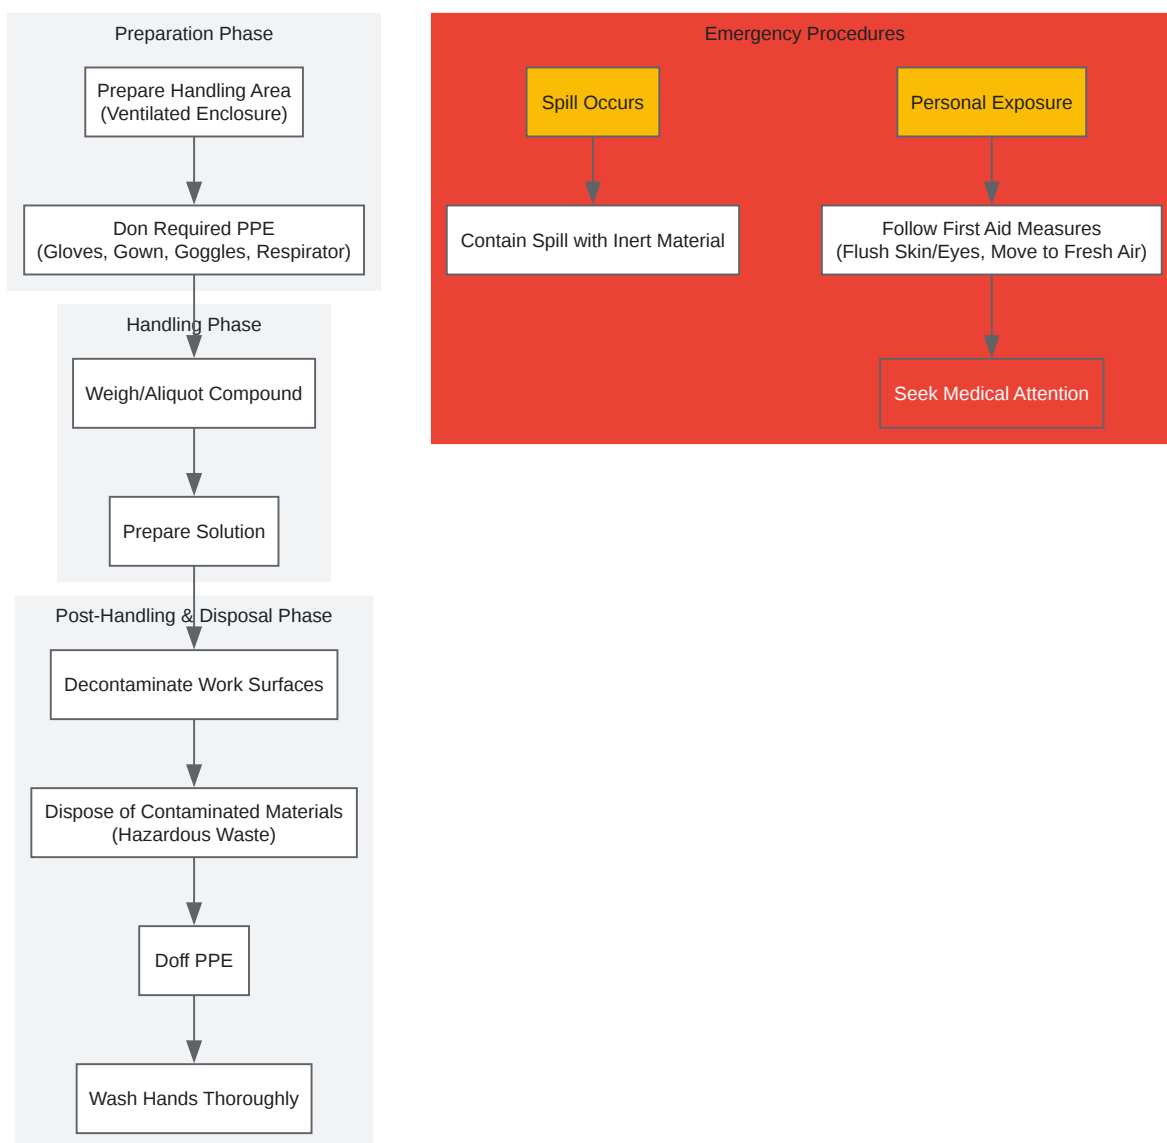 Preparation Phase
Prepare Handling Area
(Ventilated Enclosure)
Don Required PPE
(Gloves, Gown, Goggles, Respirator)
Handling Phase
Weigh/Aliquot Compound
Prepare Solution
Post-Handling & Disposal Phase
Decontaminate Work Surfaces
Dispose of Contaminated Materials
(Hazardous Waste)
Doff PPE
Wash Hands Thoroughly
Emergency Procedures
Spill Occurs
Contain Spill with Inert Material
Personal Exposure
Follow First Aid Measures
(Flush Skin/Eyes, Move to Fresh Air)
Seek Medical Attention